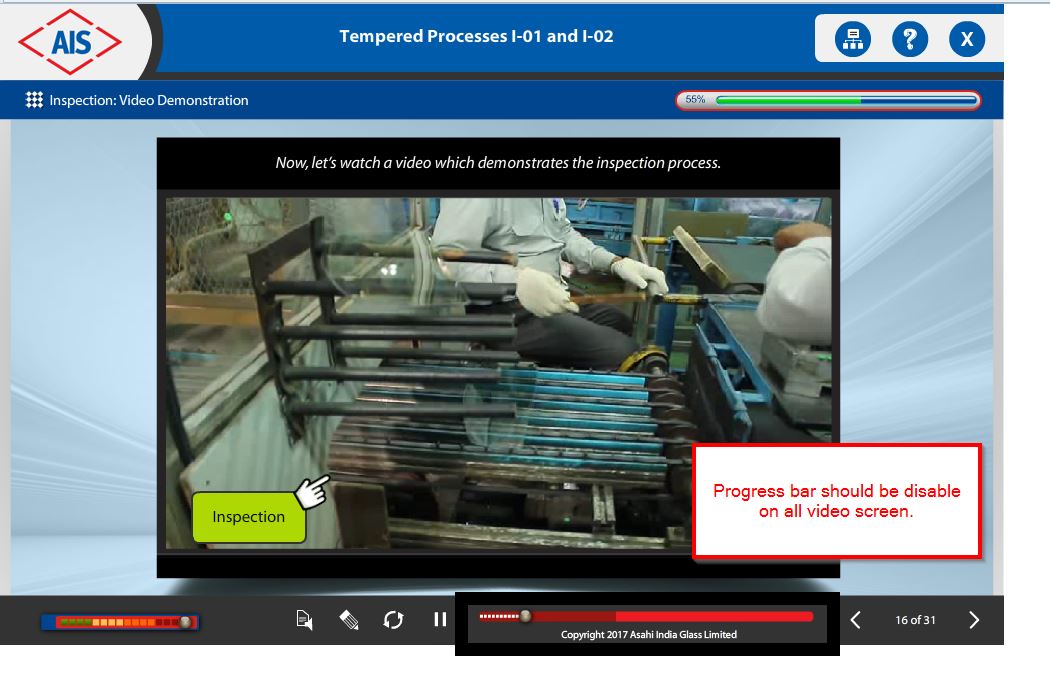 AIS
Tempered Processes I-01 and I-02
?
X
Inspection: Video Demonstration
55%
Now, let's watch a video which demonstrates the inspection process.
Inspection
Progress bar should be disable
on all video screen.
Copyright 2017 Asahi India Glass Limited
16 of 31